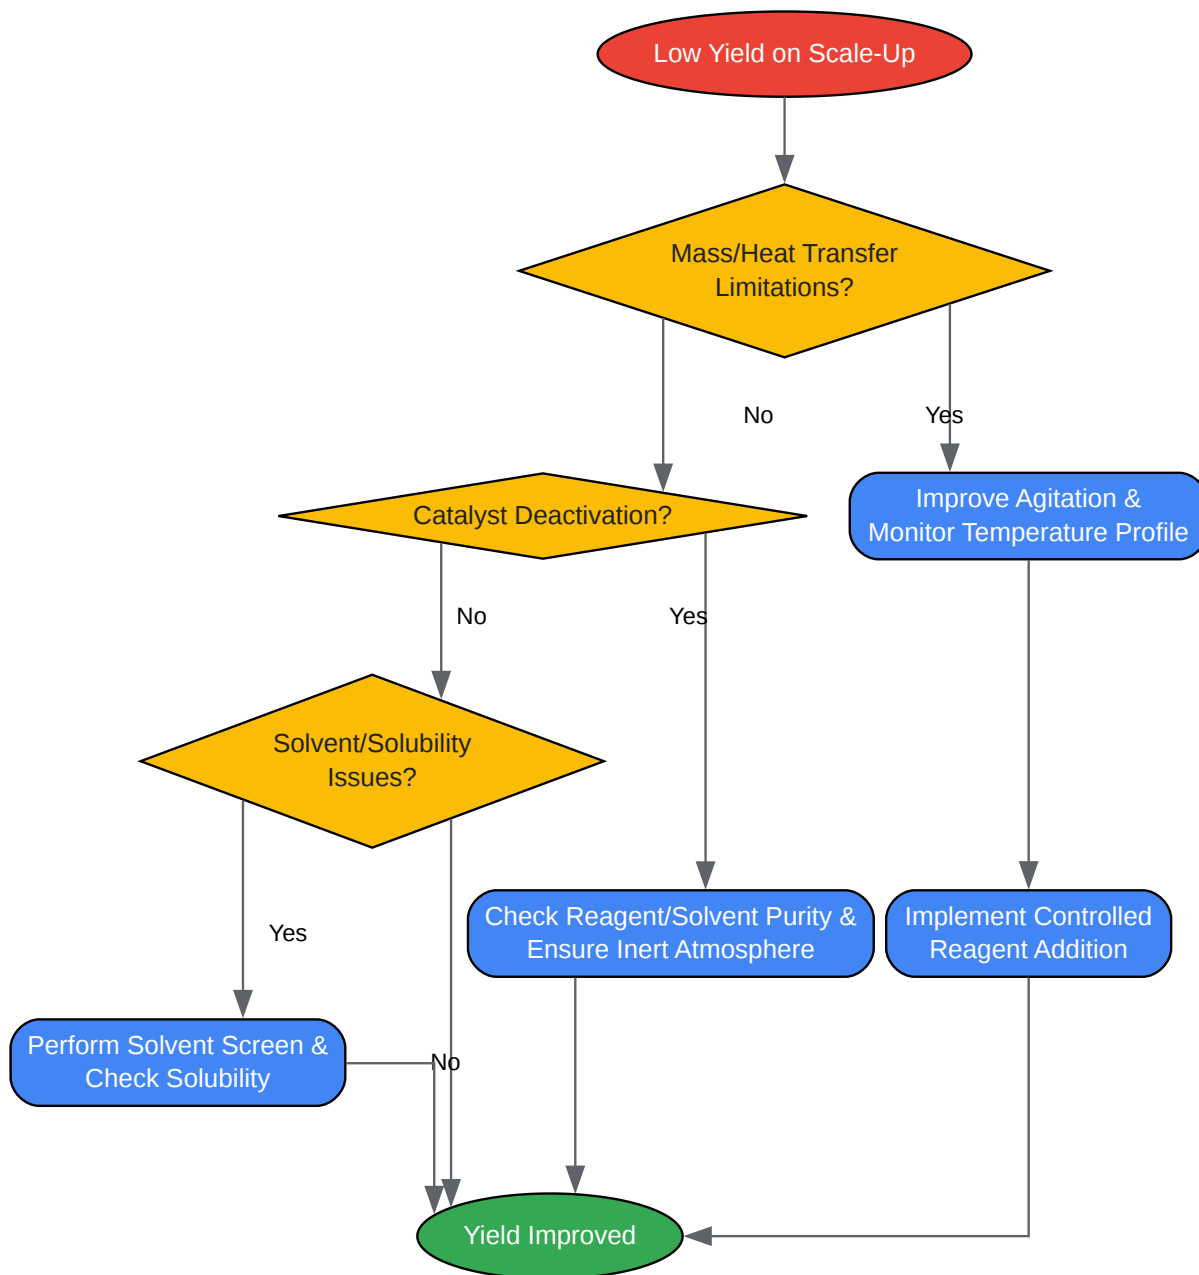 Low Yield on Scale-Up
Mass/Heat Transfer
Limitations?
No
Yes
Catalyst Deactivation?
Improve Agitation &
Monitor Temperature Profile
No
Yes
Solvent/Solubility
Issues?
Yes
Check Reagent/Solvent Purity &
Ensure Inert Atmosphere
Implement Controlled
Reagent Addition
Perform Solvent Screen &
Check Solubility
No
Yield Improved